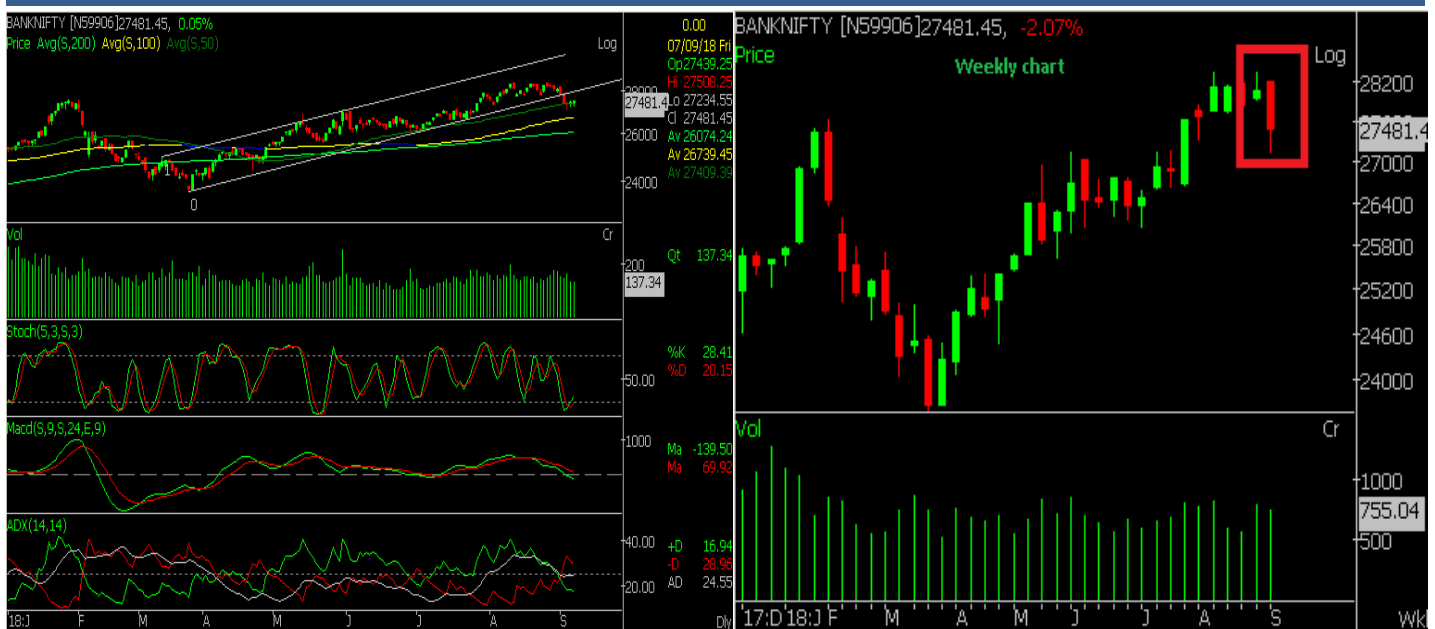 BANKNIFTY [N59906]27481.45, 0.05%
Price Avg(S,200) Avg(S,100) Avg(S,50)
Log
0.00
07/09/18 Fri
Op27439.25
Hi 27508.25
Lo 27234.55
Cl 27481.45
Av 26074.24
Av 26739.45
Av 27409.39
28000
27481.4
26000
24000
1
0
Vol
Cr
200
Qt 137.34
137.34
Stoch(5,3,S,3)
%K 28.41
%D 20.15
50.00
Macd(S,9,S,24,E,9)
1000
Ma -139.50
Ma 69.92
ADX(14,14)
40.00
+D 16.94
-D 28.96
AD 24.55
20.00
18:J F M A M J J A S Dly
BANKNIFTY [N59906]27481.45, -2.07%
Price
Weekly chart
Log
28200
27481.4
27000
26400
25800
25200
24600
24000
Vol
Cr
1000
755.04
500
17:D 18:J F M A M J J A S Wkl